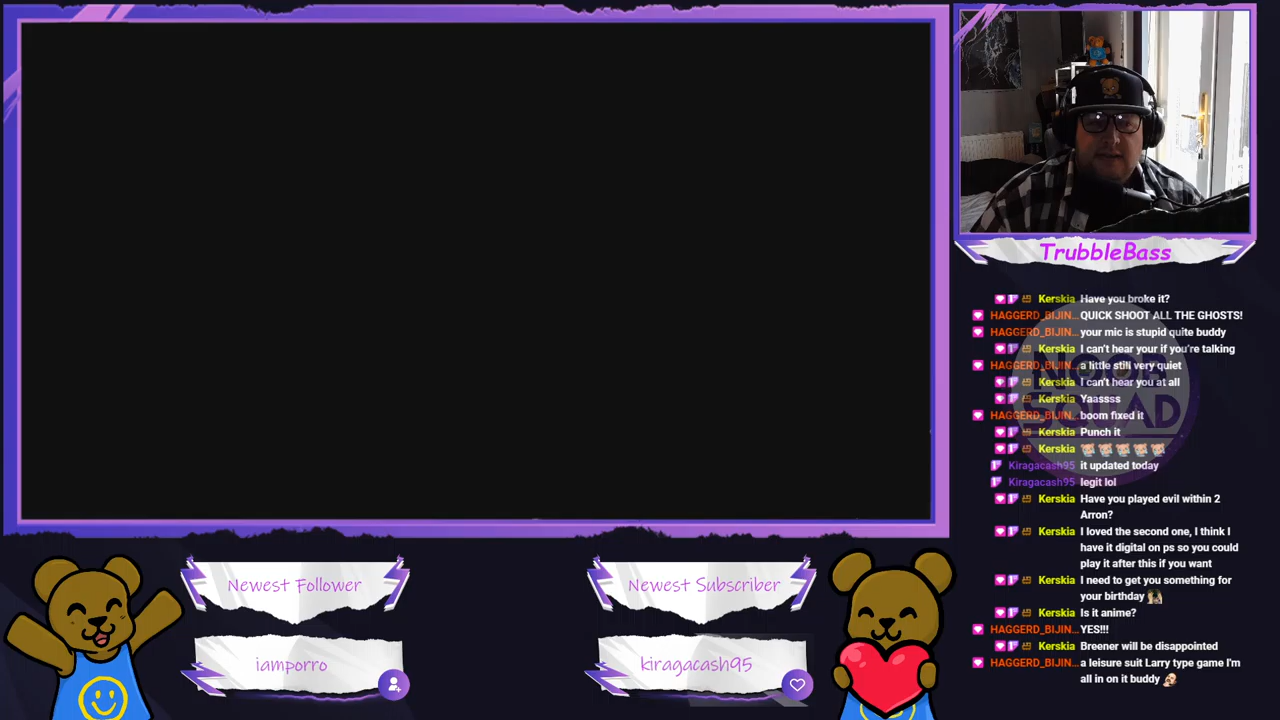 TrubbleBass
Kerskia Have you broke it?
HAGGERD_BIJIN... QUICK SHOOT ALL THE GHOSTS!
HAGGERD_BIJIN... your mic is stupid quite buddy
Kerskia I can't hear your if you're talking
HAGGERD_BIJIN... a little still very quiet
Kerskia I can't hear you at all
Kerskia Yaassss
HAGGERD_BIJIN... boom fixed it
Kerskia Punch it
Kerskia
Kiragacash95 it updated today
Kiragacash95 legit lol
Kerskia Have you played evil within 2
Arron?
Kerskia I loved the second one, I think I
have it digital on ps so you could
play it after this if you want
Kerskia I need to get you something for
your birthday
Kerskia Is it anime?
HAGGERD_BIJIN... YES!!!
Kerskia Breener will be disappointed
HAGGERD_BIJIN... a leisure suit Larry type game I'm
all in on it buddy
NOOB
SQUAD
Newest Follower
iamporro
Newest Subscriber
kiragacash95